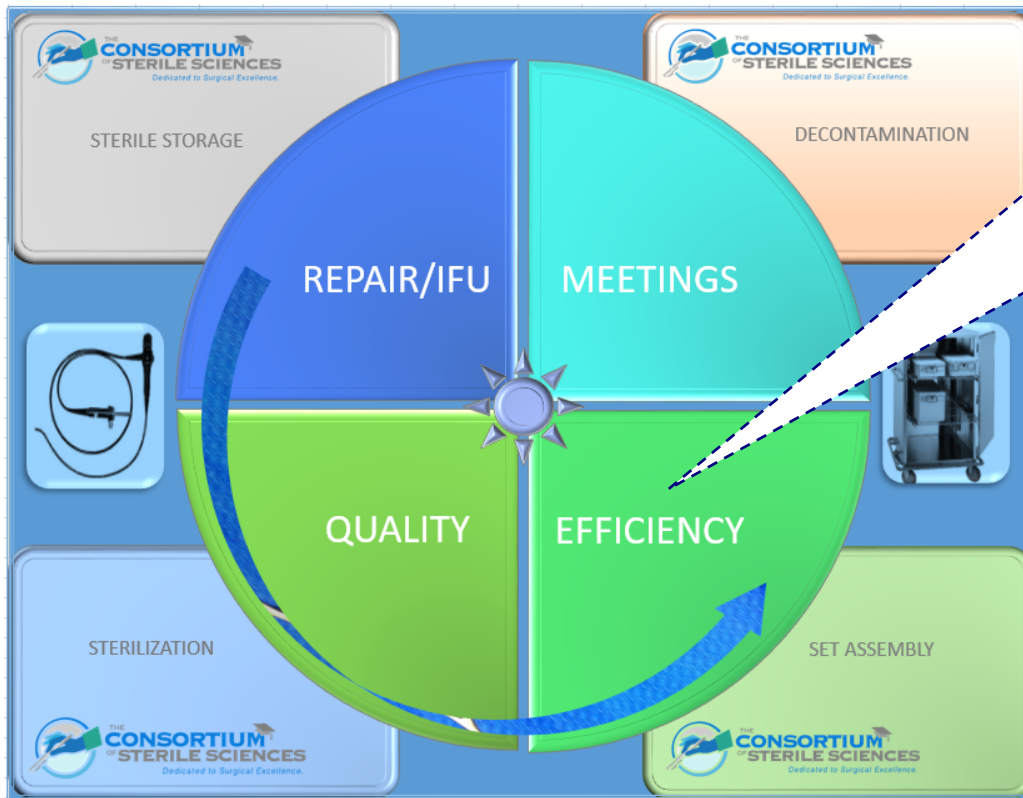 THE
CONSORTIUM
OF STERILE SCIENCES
Dedicated to Surgical Excellence.
STERILE STORAGE
THE
CONSORTIUM
OF STERILE SCIENCES
Dedicated to Surgical Excellence.
DECONTAMINATION
REPAIR/IFU
MEETINGS
QUALITY
EFFICIENCY
STERILIZATION
THE
CONSORTIUM
OF STERILE SCIENCES
Dedicated to Surgical Excellence.
SET ASSEMBLY
THE
CONSORTIUM
OF STERILE SCIENCES
Dedicated to Surgical Excellence.